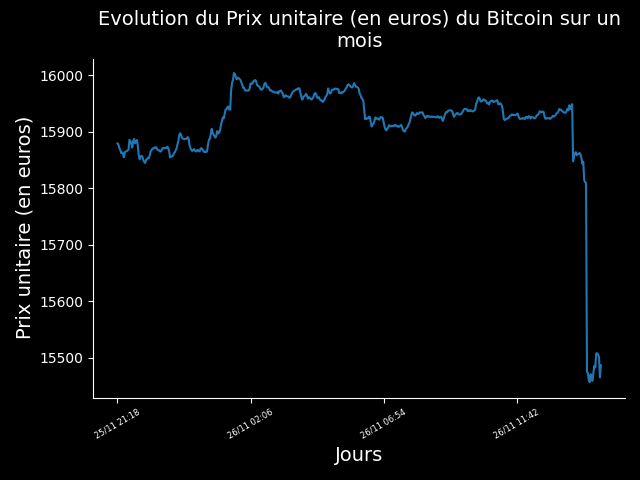 Evolution du Prix unitaire (en euros) du Bitcoin sur un
mois
Prix unitaire (en euros)
16000
15900
15800
15700
15600
15500
25/11 21:18
26/11 02:06
26/11 06:54
26/11 11:42
Jours